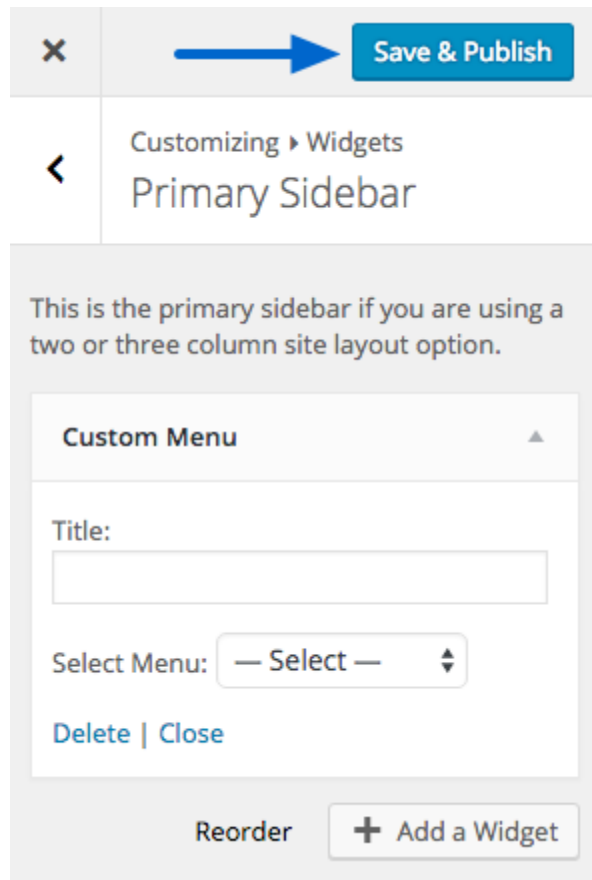 Save & Publish
Customizing ▸ Widgets
Primary Sidebar
This is the primary sidebar if you are using a
two or three column site layout option.
Custom Menu
Title:
Select Menu: — Select —
Delete | Close
Reorder + Add a Widget